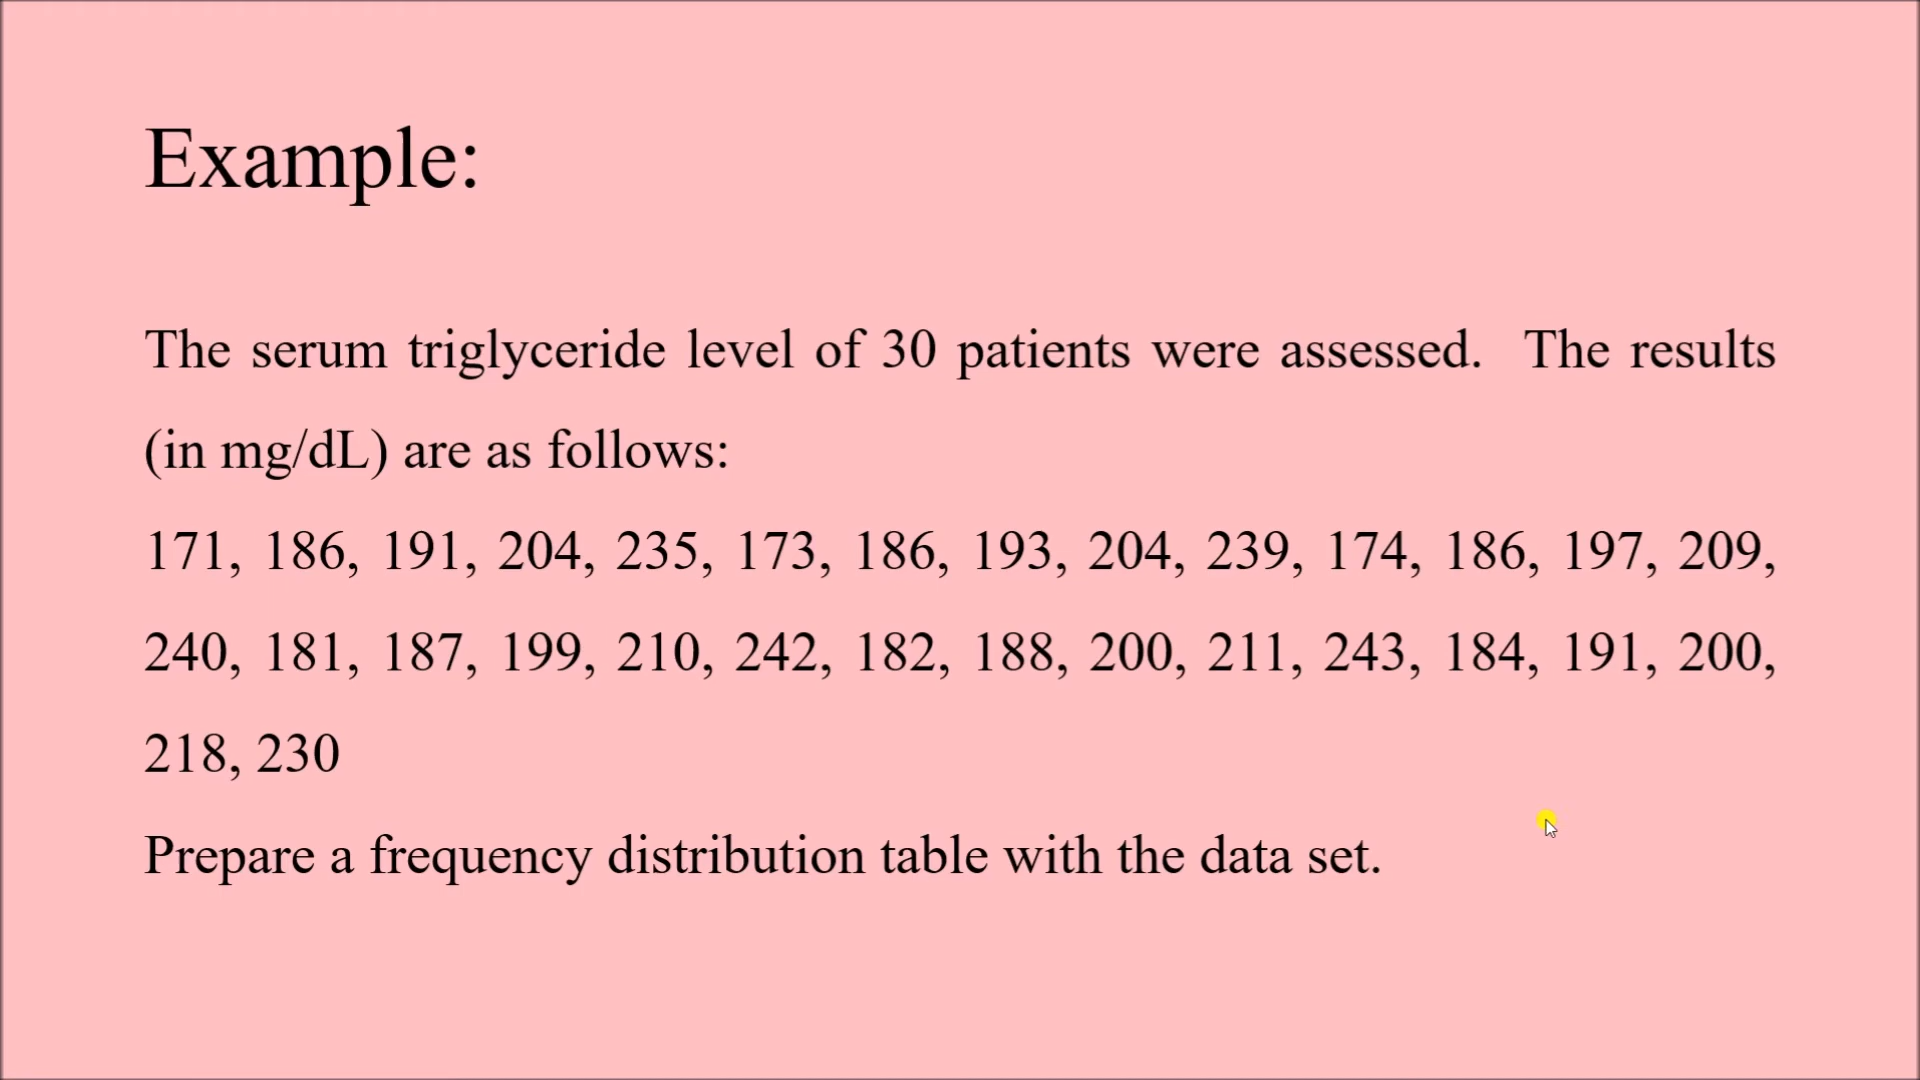 Example:
The serum triglyceride level of 30 patients were assessed. The results
(in mg/dL) are as follows:
171, 186, 191, 204, 235, 173, 186, 193, 204, 239, 174, 186, 197, 209,
240, 181, 187, 199, 210, 242, 182, 188, 200, 211, 243, 184, 191, 200,
218, 230
Prepare a frequency distribution table with the data set.